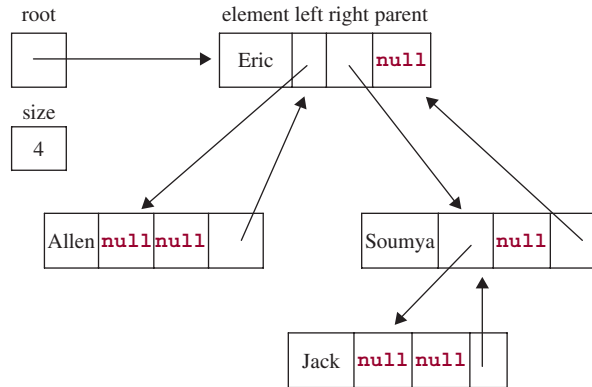 root
element left right parent
Eric null
size
4
Allen null null
Soumya null
Jack null null